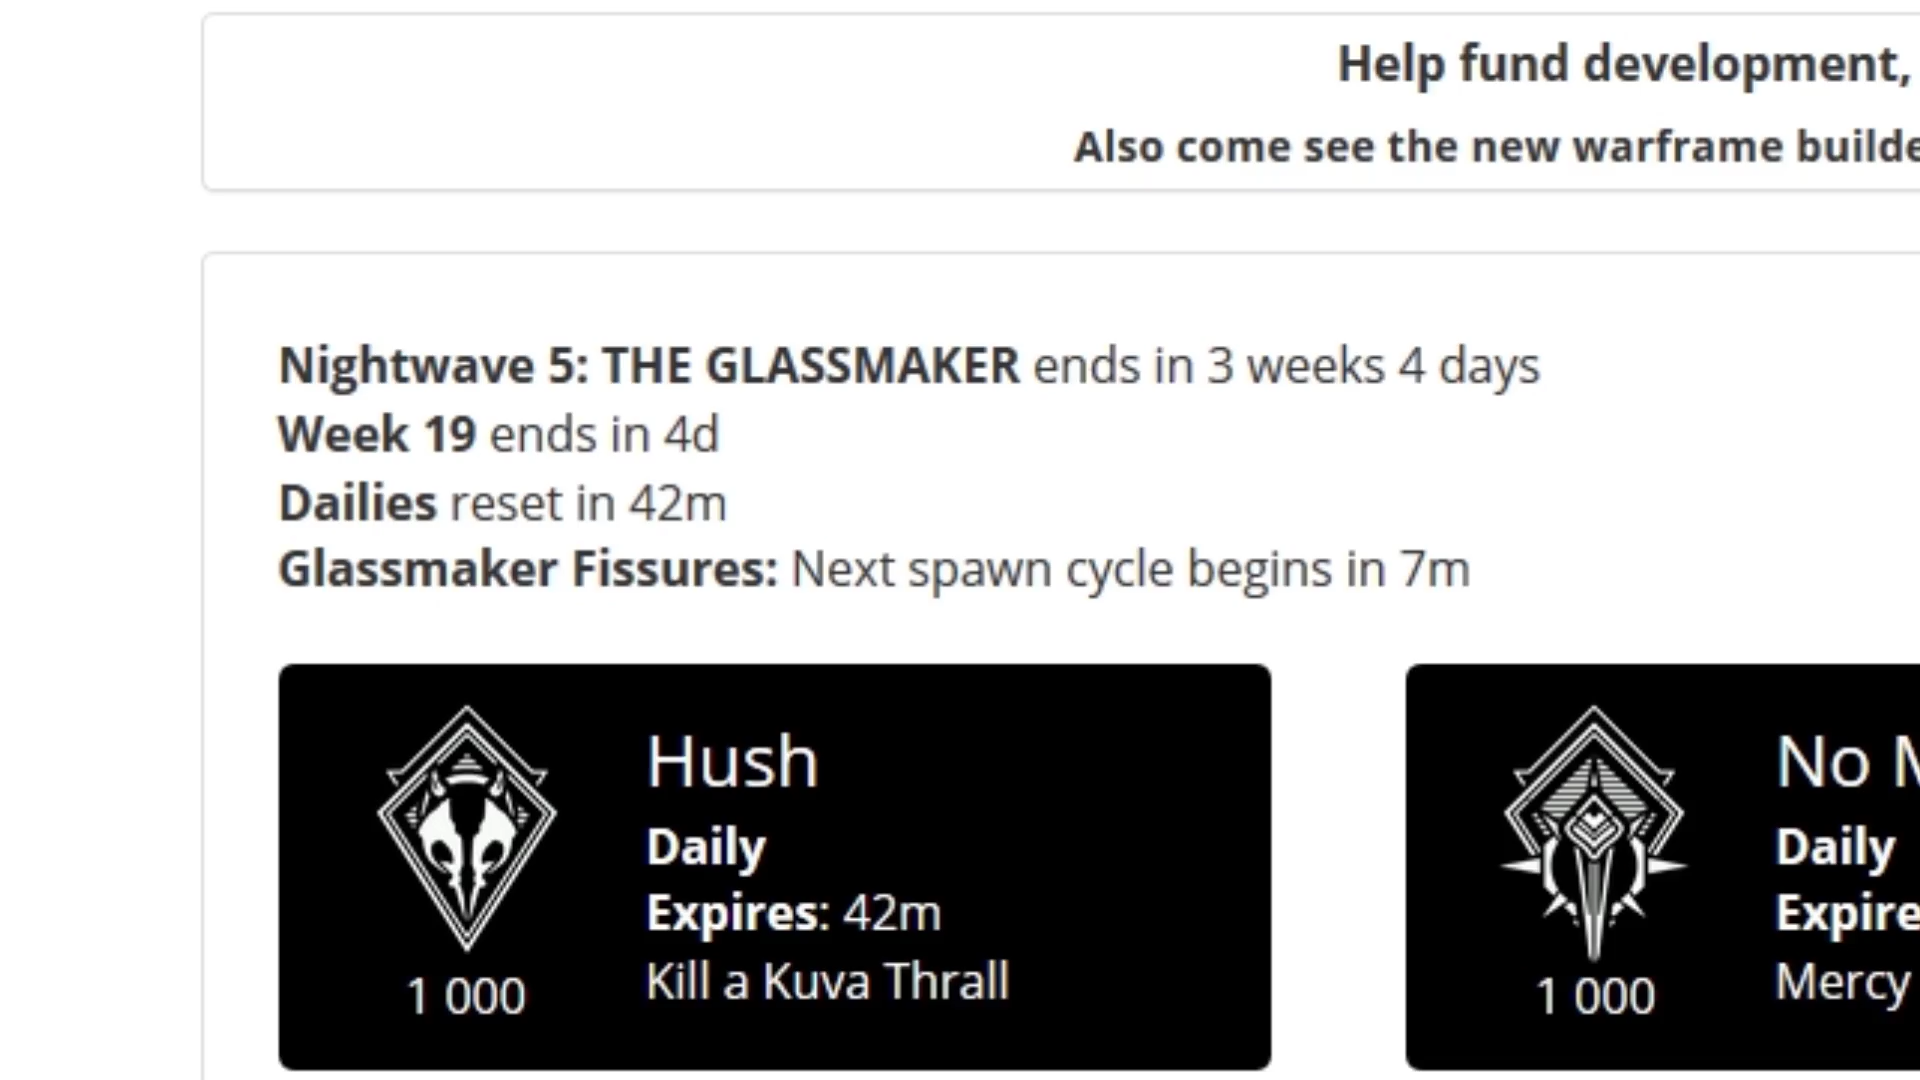 Help fund development,
Also come see the new warframe builde
Nightwave 5: THE GLASSMAKER ends in 3 weeks 4 days
Week 19 ends in 4d
Dailies reset in 42m
Glassmaker Fissures: Next spawn cycle begins in 7m
Hush
Daily
Expires: 42m
Kill a Kuva Thrall
1 000
No M
Daily
Expire
Mercy
1 000